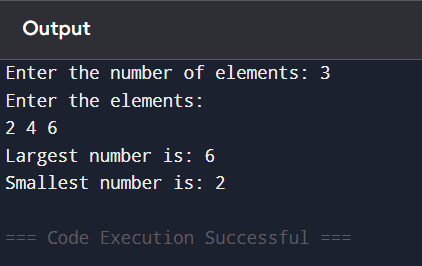 Output
Enter the number of elements: 3
Enter the elements:
2 4 6
Largest number is: 6
Smallest number is: 2
=== Code Execution Successful ===